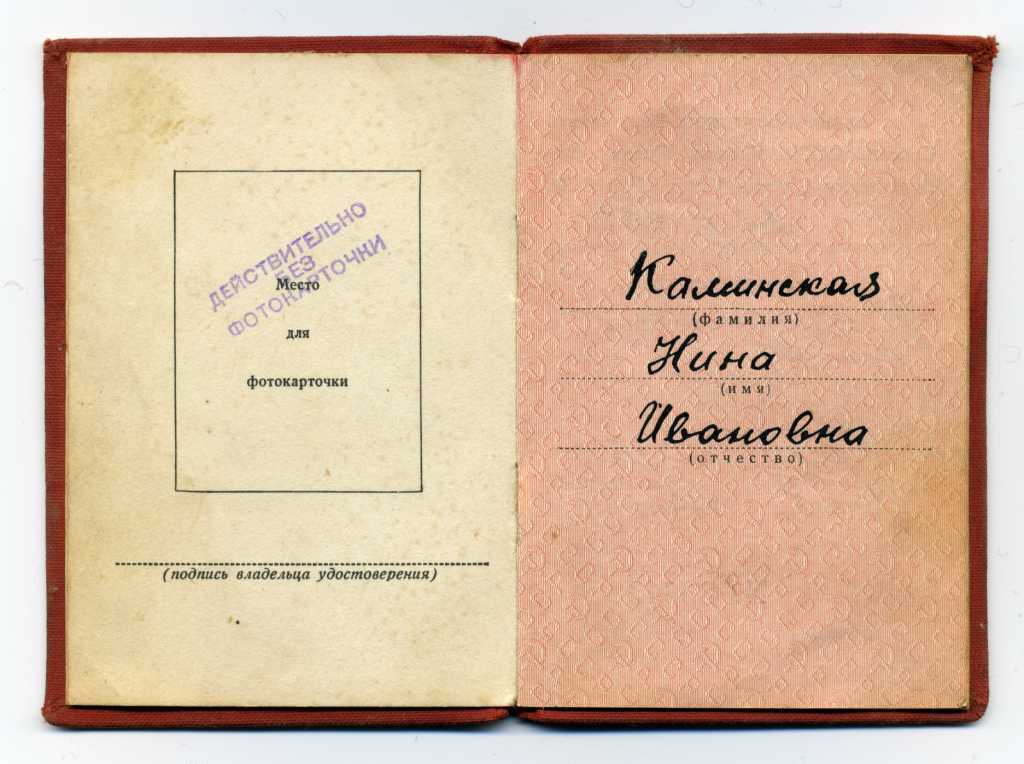 ДЕЙСТВИТЕЛЬНО
БЕЗ
ФОТОКАРТОЧКИ
Место
для
фотокарточки
(подпись владельца удостоверения)
Калинская
(фамилия)
Нина
(имя)
Ивановна
(отчество)